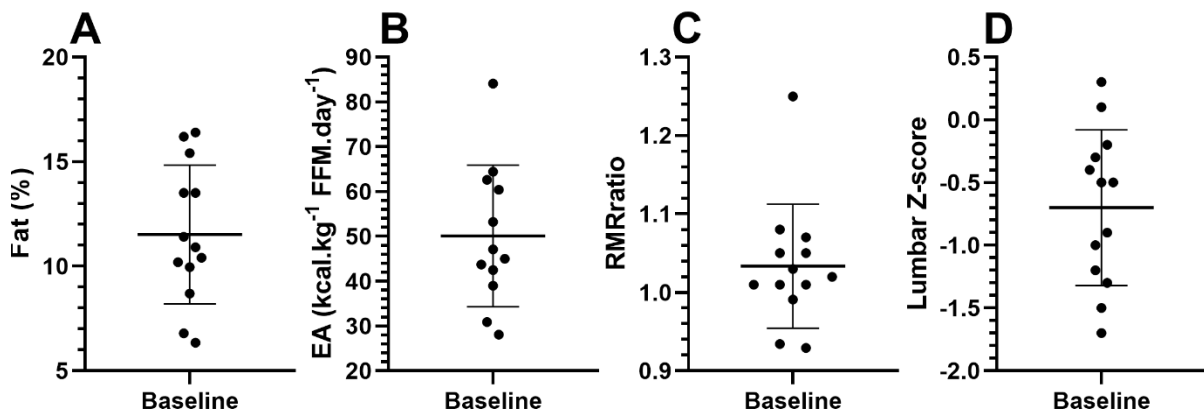 A
Fat (%)
20
15
10
5
Baseline
B
EA (kcal.kg⁻¹ FFM.day⁻¹)
90
80
70
60
50
40
30
20
Baseline
C
RMRratio
1.3
1.2
1.1
1.0
0.9
Baseline
D
Lumbar Z-score
0.5
0.0
-0.5
-1.0
-1.5
-2.0
Baseline